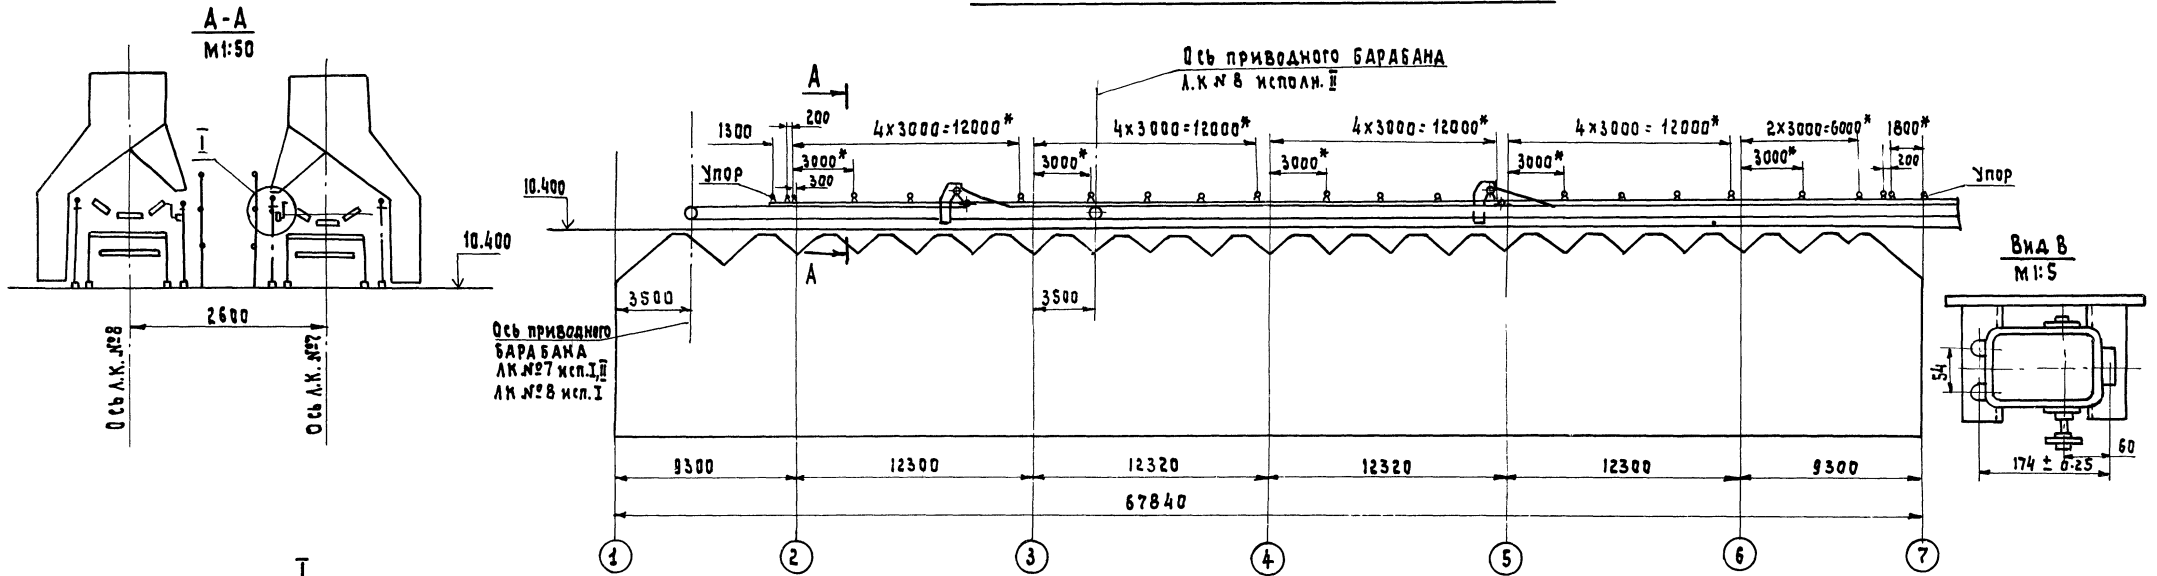 А-А
М1:50
I
10.400
2600
Ось Л.К. №8
Ось Л.К. №7
Ось приводного БАРАБАНА
Л.К № 8 исполн. II
А
1300
200
4х3000=12000*
4х3000=12000*
4х3000=12000*
4х3000=12000*
2х3000=6000*
1800*
Упор
3000*
300
3000*
3000*
3000*
3000*
200
Упор
10.400
А
3500
3500
Ось приводного
БАРАБАНА
ЛК №7 исп. I, II
ЛК №8 исп. I
9300
12300
12320
12320
12300
9300
67840
1
2
3
4
5
6
7
Вид В
М1:5
54
60
174 ± 0.25
I